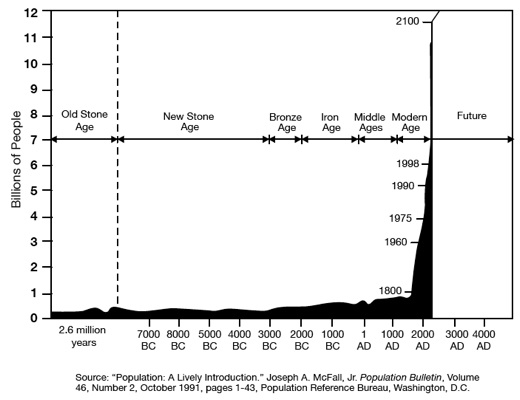 Billions of People
12
11
10
9
8
7
6
5
4
3
2
1
0
2100
Old Stone
Age
New Stone
Age
Bronze
Age
Iron
Age
Middle
Ages
Modern
Age
Future
1998
1990
1975
1960
1800
2.6 million
years
7000
BC
8000
BC
5000
BC
4000
BC
3000
BC
2000
BC
1000
BC
1
AD
1000
AD
2000
AD
3000
AD
4000
AD
Source: "Population: A Lively Introduction." Joseph A. McFall, Jr. Population Bulletin, Volume
46, Number 2, October 1991, pages 1-43, Population Reference Bureau, Washington, D.C.